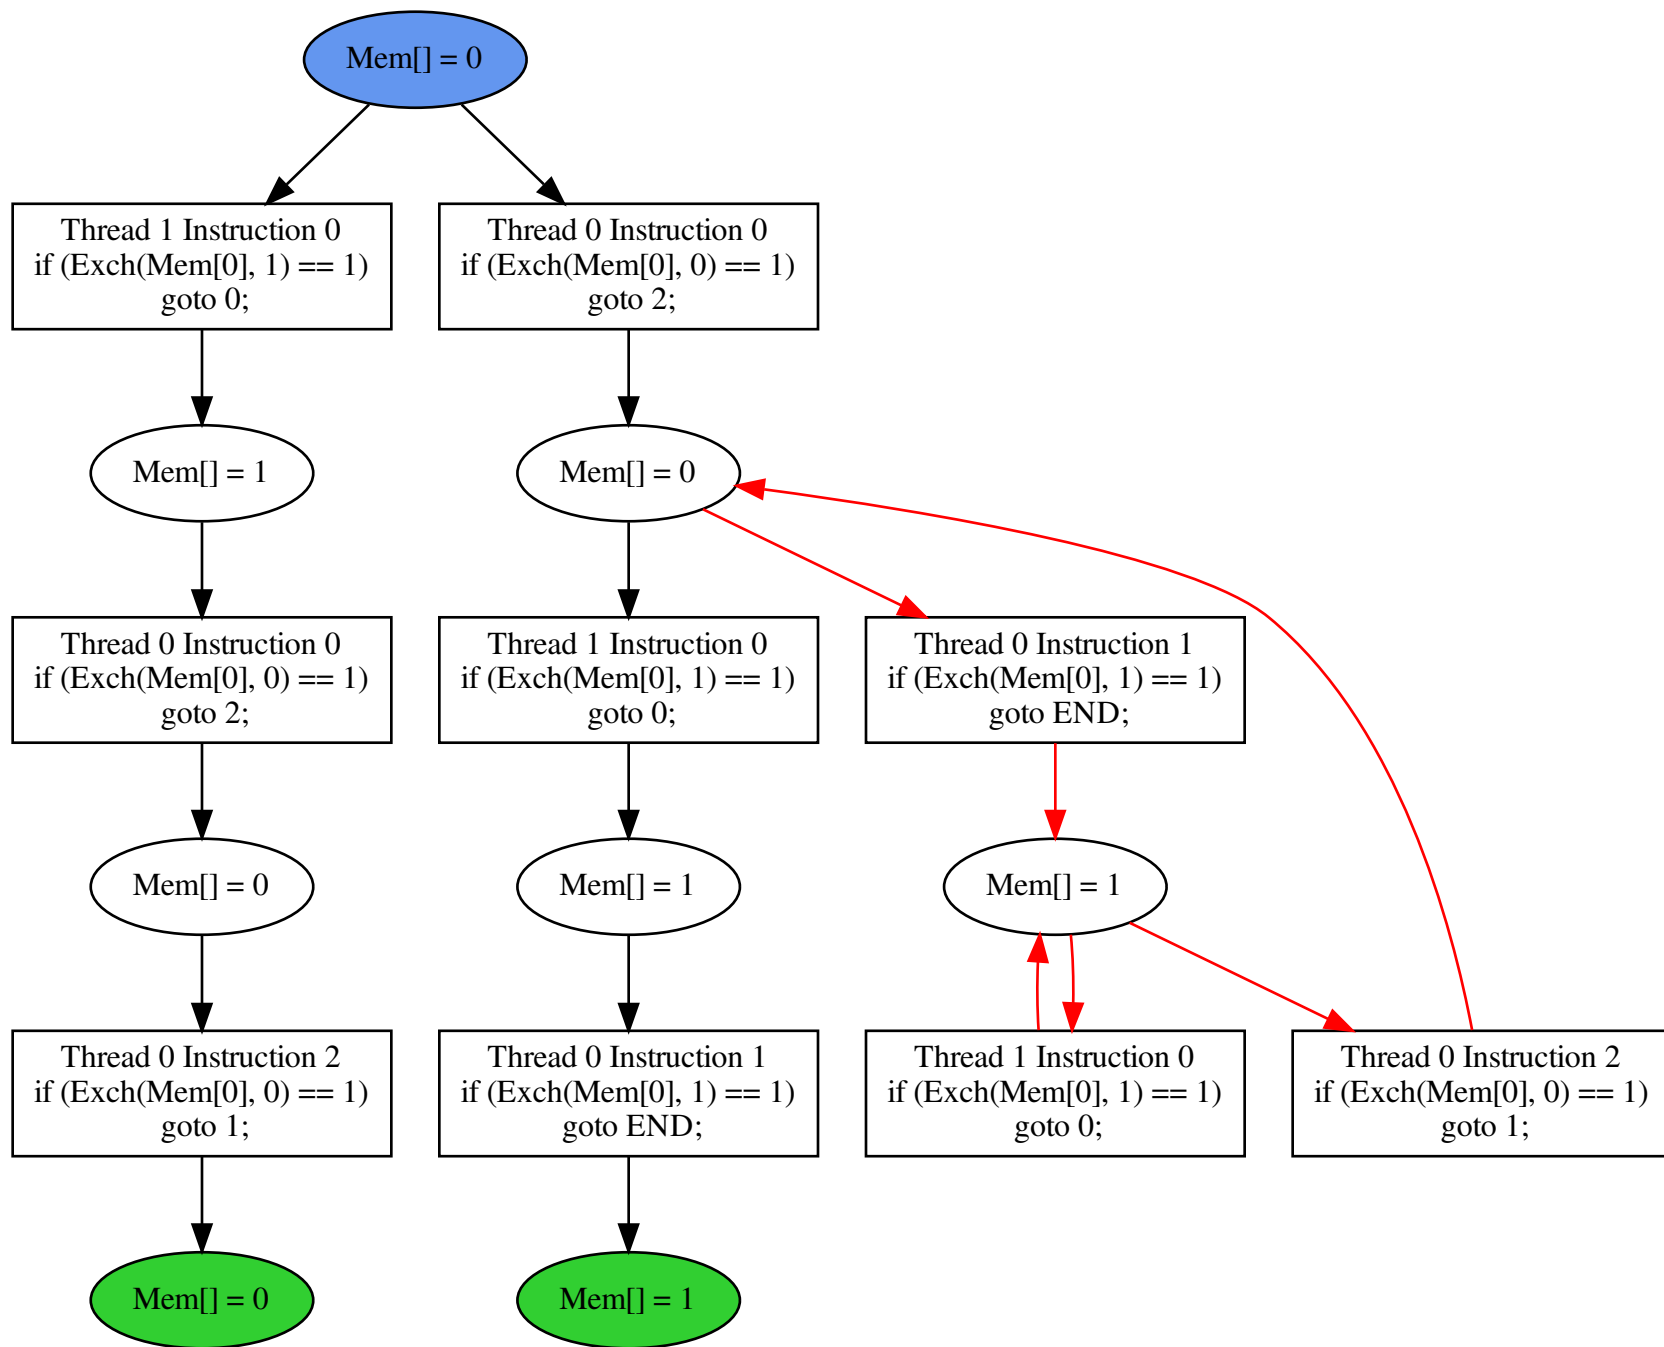 Mem[] = 0
Thread 1 Instruction 0
if (Exch(Mem[0], 1) == 1)
goto 0;
Thread 0 Instruction 0
if (Exch(Mem[0], 0) == 1)
goto 2;
Mem[] = 1
Mem[] = 0
Thread 0 Instruction 0
if (Exch(Mem[0], 0) == 1)
goto 2;
Thread 1 Instruction 0
if (Exch(Mem[0], 1) == 1)
goto 0;
Thread 0 Instruction 1
if (Exch(Mem[0], 1) == 1)
goto END;
Mem[] = 0
Mem[] = 1
Mem[] = 1
Thread 0 Instruction 2
if (Exch(Mem[0], 0) == 1)
goto 1;
Thread 0 Instruction 1
if (Exch(Mem[0], 1) == 1)
goto END;
Thread 1 Instruction 0
if (Exch(Mem[0], 1) == 1)
goto 0;
Thread 0 Instruction 2
if (Exch(Mem[0], 0) == 1)
goto 1;
Mem[] = 0
Mem[] = 1